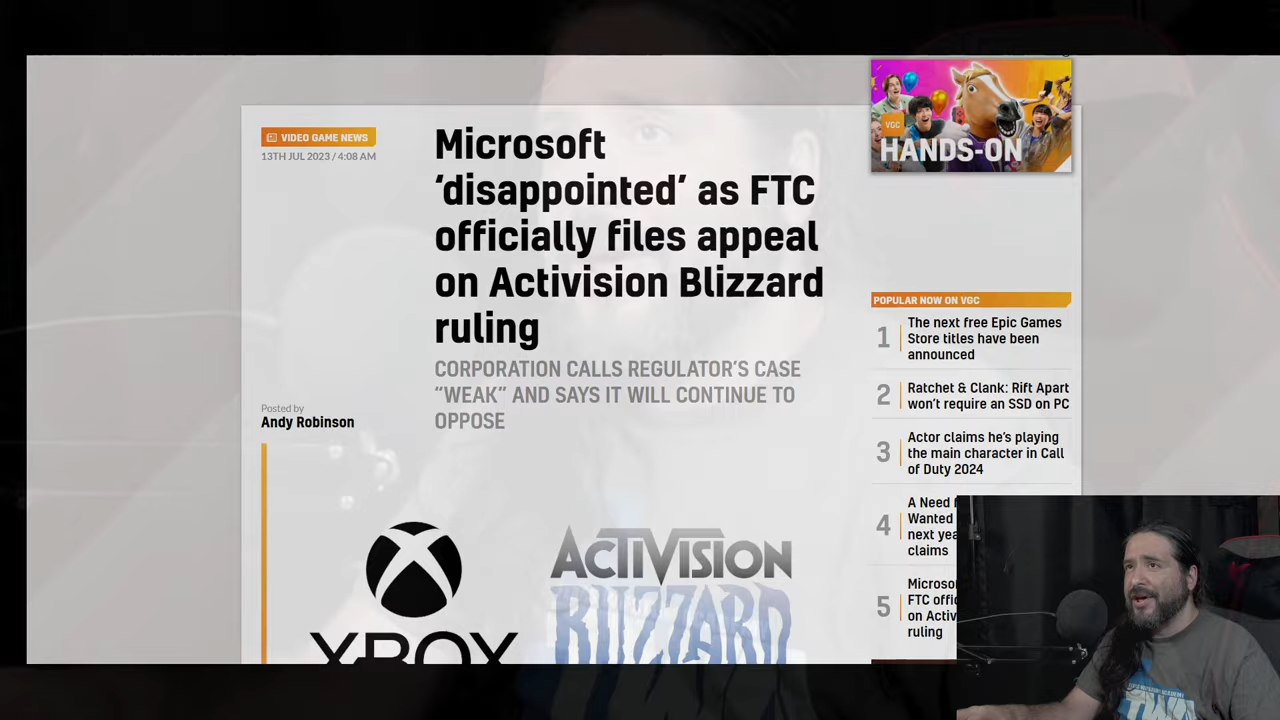 VIDEO GAME NEWS
13TH JUL 2023 / 4:08 AM
Microsoft
‘disappointed’ as FTC
officially files appeal
on Activision Blizzard
ruling
CORPORATION CALLS REGULATOR’S CASE
“WEAK” AND SAYS IT WILL CONTINUE TO
OPPOSE
Posted by
Andy Robinson
XBOX
ACTIVISION
BLIZZARD
VGC
HANDS-ON
POPULAR NOW ON VGC
1
The next free Epic Games
Store titles have been
announced
2
Ratchet & Clank: Rift Apart
won’t require an SSD on PC
3
Actor claims he’s playing
the main character in Call
of Duty 2024
4
A Need
Wanted
next
claims
5
FTC
on
ruling